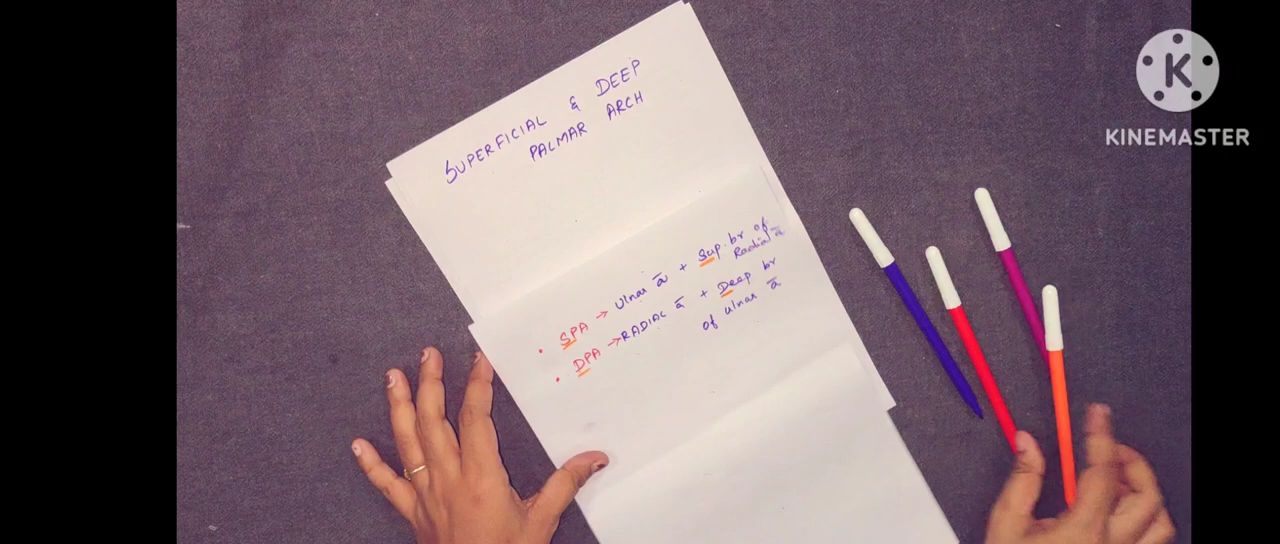 SUPERFICIAL & DEEP
PALMAR ARCH
• SPA → Ulnar ā + Sup. br of
Radial ā
• DPA → RADIAL ā + Deep br
of ulnar ā
K
KINEMASTER